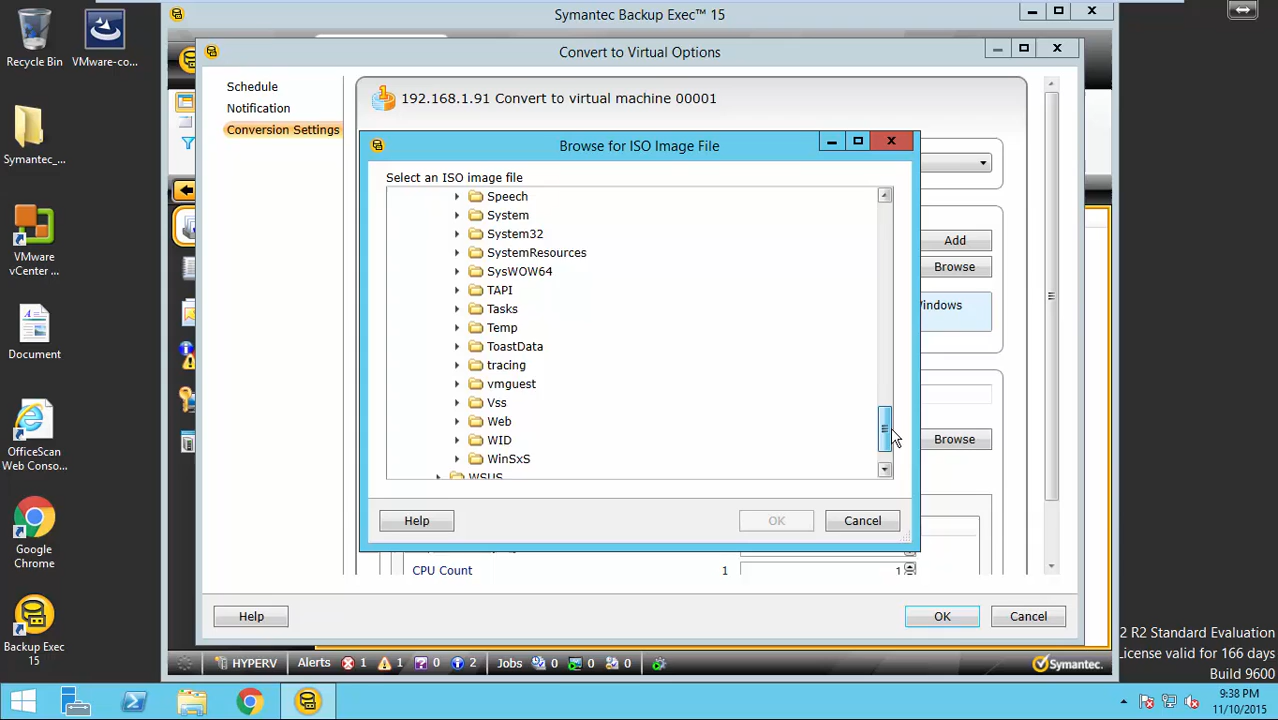 Symantec Backup Exec™ 15
Convert to Virtual Options
Recycle Bin
VMware-co...
Symantec_...
VMware
vCenter ...
Document
OfficeScan
Web Conso...
Google
Chrome
Backup Exec
15
Schedule
Notification
Conversion Settings
192.168.1.91 Convert to virtual machine 00001
Add
Browse
Windows
Browse
Browse for ISO Image File
Select an ISO image file
Speech
System
System32
SystemResources
SysWOW64
TAPI
Tasks
Temp
ToastData
tracing
vmguest
Vss
Web
WID
WinSxS
WSUS
Help
OK
Cancel
CPU Count
1
1
Help
OK
Cancel
HYPERV
Alerts
1
1
0
2
Jobs
0
0
0
Symantec.
2 R2 Standard Evaluation
License valid for 166 days
Build 9600
9:38 PM
11/10/2015